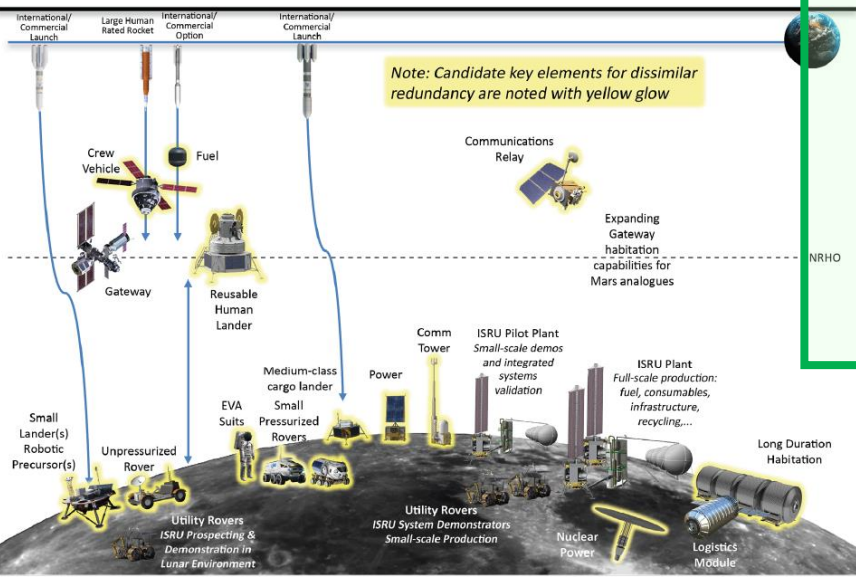 International/
Commercial
Launch
Large Human
Rated Rocket
International/
Commercial
Option
International/
Commercial
Launch
Note: Candidate key elements for dissimilar
redundancy are noted with yellow glow
Crew
Vehicle
Fuel
Communications
Relay
Expanding
Gateway
habitation
capabilities for
Mars analogues
NRHO
Gateway
Reusable
Human
Lander
Small
Lander(s)
Robotic
Precursor(s)
Unpressurized
Rover
EVA
Suits
Medium-class
cargo lander
Small
Pressurized
Rovers
Power
Comm
Tower
ISRU Pilot Plant
Small-scale demos
and integrated
systems
validation
ISRU Plant
Full-scale production:
fuel, consumables,
infrastructure,
recycling,...
Long Duration
Habitation
Utility Rovers
ISRU Prospecting &
Demonstration in
Lunar Environment
Utility Rovers
ISRU System Demonstrators
Small-scale Production
Nuclear
Power
Logistics
Module